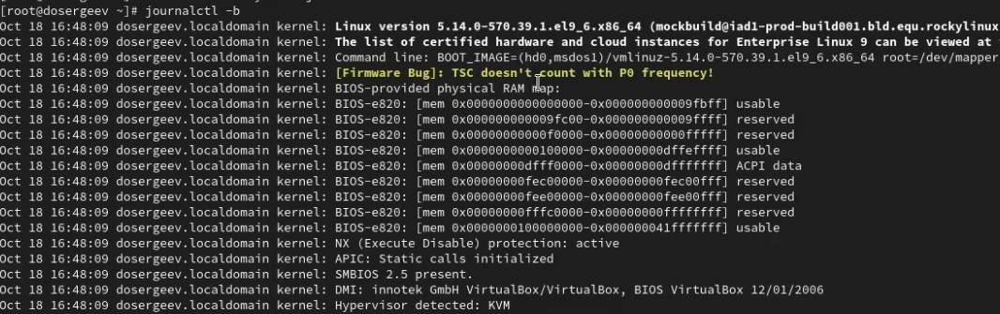 [root@dosergeev ~]# journalctl -b
Oct 18 16:48:09 dosergeev.localdomain kernel: Linux version 5.14.0-570.39.1.el9_6.x86_64 (mockbuild@iad1-prod-build001.bld.equ.rockylinux
Oct 18 16:48:09 dosergeev.localdomain kernel: The list of certified hardware and cloud instances for Enterprise Linux 9 can be viewed at
Oct 18 16:48:09 dosergeev.localdomain kernel: Command line: BOOT_IMAGE=(hd0,msdos1)/vmlinuz-5.14.0-570.39.1.el9_6.x86_64 root=/dev/mapper
Oct 18 16:48:09 dosergeev.localdomain kernel: [Firmware Bug]: TSC doesn't count with P0 frequency!
Oct 18 16:48:09 dosergeev.localdomain kernel: BIOS-provided physical RAM map:
Oct 18 16:48:09 dosergeev.localdomain kernel: BIOS-e820: [mem 0x0000000000000000-0x000000000009fbff] usable
Oct 18 16:48:09 dosergeev.localdomain kernel: BIOS-e820: [mem 0x000000000009fc00-0x000000000009ffff] reserved
Oct 18 16:48:09 dosergeev.localdomain kernel: BIOS-e820: [mem 0x00000000000f0000-0x00000000000fffff] reserved
Oct 18 16:48:09 dosergeev.localdomain kernel: BIOS-e820: [mem 0x0000000000100000-0x00000000dffeffff] usable
Oct 18 16:48:09 dosergeev.localdomain kernel: BIOS-e820: [mem 0x00000000dfff0000-0x00000000dfffffff] ACPI data
Oct 18 16:48:09 dosergeev.localdomain kernel: BIOS-e820: [mem 0x00000000fec00000-0x00000000fec00fff] reserved
Oct 18 16:48:09 dosergeev.localdomain kernel: BIOS-e820: [mem 0x00000000fee00000-0x00000000fee00fff] reserved
Oct 18 16:48:09 dosergeev.localdomain kernel: BIOS-e820: [mem 0x00000000fffc0000-0x00000000ffffffff] reserved
Oct 18 16:48:09 dosergeev.localdomain kernel: BIOS-e820: [mem 0x0000000100000000-0x000000041fffffff] usable
Oct 18 16:48:09 dosergeev.localdomain kernel: NX (Execute Disable) protection: active
Oct 18 16:48:09 dosergeev.localdomain kernel: APIC: Static calls initialized
Oct 18 16:48:09 dosergeev.localdomain kernel: SMBIOS 2.5 present.
Oct 18 16:48:09 dosergeev.localdomain kernel: DMI: innotek GmbH VirtualBox/VirtualBox, BIOS VirtualBox 12/01/2006
Oct 18 16:48:09 dosergeev.localdomain kernel: Hypervisor detected: KVM